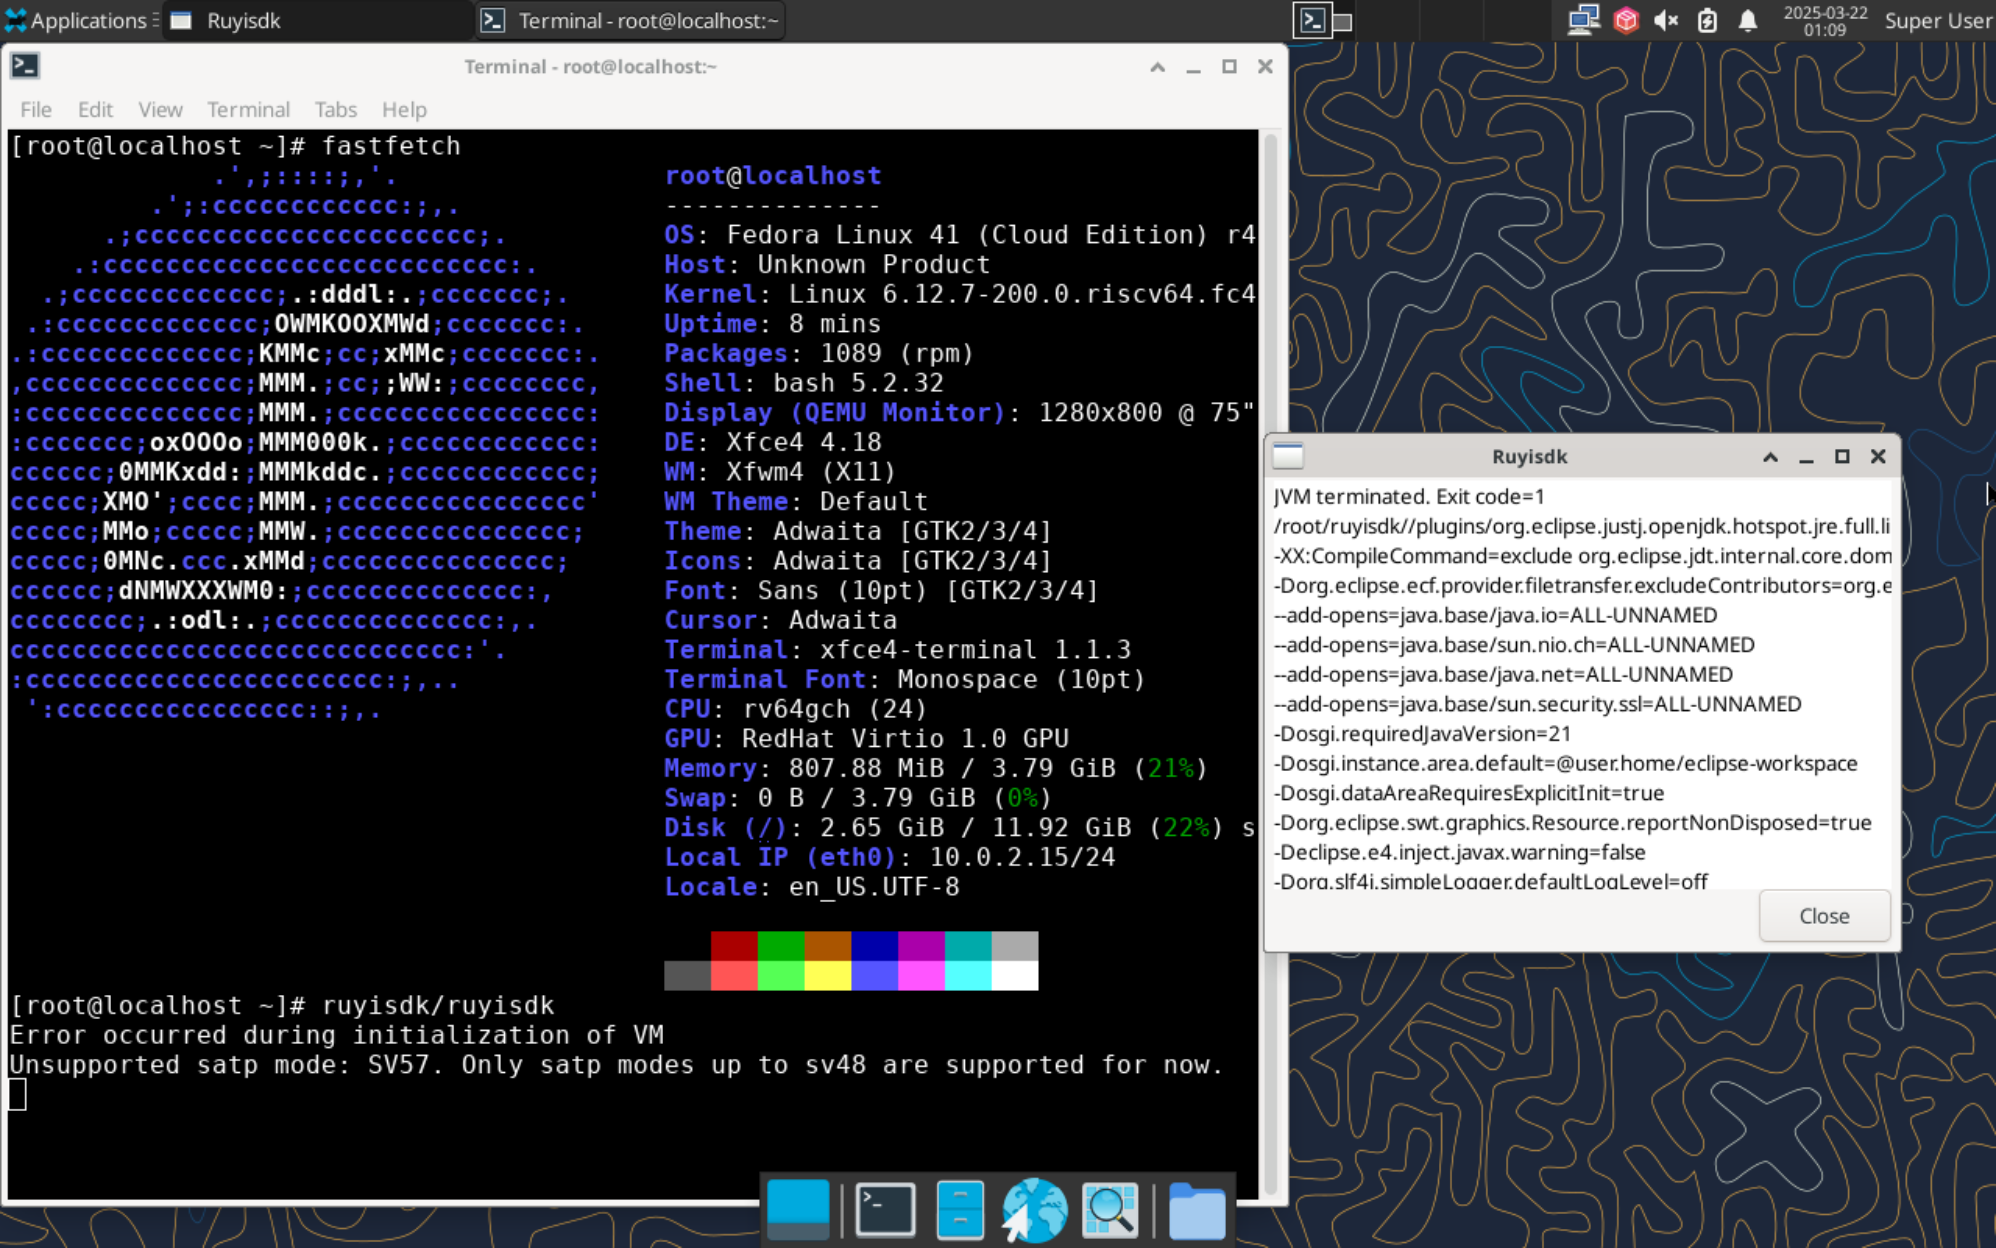 Applications
Ruyisdk
Terminal - root@localhost:~
2025-03-22
01:09
Super User
Terminal - root@localhost:~
File Edit View Terminal Tabs Help
[root@localhost ~]# fastfetch
.',;::::;,'.
.';:cccccccccccc:;,.
.;cccccccccccccccccccccc;.
.:cccccccccccccccccccccccccc:.
.;ccccccccccccc;.:dddl:.;ccccccc;.
.:ccccccccccccc;OWMKOOXMWd;ccccccc:.
.:ccccccccccccc;KMMc;cc;xMMc;ccccccc:.
,cccccccccccccc;MMM.;cc;;WW:;cccccccc,
:cccccccccccccc;MMM.;cccccccccccccccc:
:ccccccc;oxOOOo;MMM000k.;cccccccccccc:
cccccc;0MMKxdd:;MMMkddc.;cccccccccccc;
ccccc;XMO';cccc;MMM.;cccccccccccccccc'
ccccc;MMo;ccccc;MMW.;ccccccccccccccc;
ccccc;0MNc.ccc.xMMd;ccccccccccccccc;
cccccc;dNMWXXXWM0:;cccccccccccccc:,
cccccccc;.:odl:.;cccccccccccccc:,.
ccccccccccccccccccccccccccccc:'.
:ccccccccccccccccccccccc:;,..
':cccccccccccccccc::;,.
root@localhost
--------------
OS: Fedora Linux 41 (Cloud Edition) r4
Host: Unknown Product
Kernel: Linux 6.12.7-200.0.riscv64.fc4
Uptime: 8 mins
Packages: 1089 (rpm)
Shell: bash 5.2.32
Display (QEMU Monitor): 1280x800 @ 75"
DE: Xfce4 4.18
WM: Xfwm4 (X11)
WM Theme: Default
Theme: Adwaita [GTK2/3/4]
Icons: Adwaita [GTK2/3/4]
Font: Sans (10pt) [GTK2/3/4]
Cursor: Adwaita
Terminal: xfce4-terminal 1.1.3
Terminal Font: Monospace (10pt)
CPU: rv64gch (24)
GPU: RedHat Virtio 1.0 GPU
Memory: 807.88 MiB / 3.79 GiB (21%)
Swap: 0 B / 3.79 GiB (0%)
Disk (/): 2.65 GiB / 11.92 GiB (22%) s
Local IP (eth0): 10.0.2.15/24
Locale: en_US.UTF-8
[root@localhost ~]# ruyisdk/ruyisdk
Error occurred during initialization of VM
Unsupported satp mode: SV57. Only satp modes up to sv48 are supported for now.
Ruyisdk
JVM terminated. Exit code=1
/root/ruyisdk//plugins/org.eclipse.justj.openjdk.hotspot.jre.full.li
-XX:CompileCommand=exclude org.eclipse.jdt.internal.core.dom
-Dorg.eclipse.ecf.provider.filetransfer.excludeContributors=org.e
--add-opens=java.base/java.io=ALL-UNNAMED
--add-opens=java.base/sun.nio.ch=ALL-UNNAMED
--add-opens=java.base/java.net=ALL-UNNAMED
--add-opens=java.base/sun.security.ssl=ALL-UNNAMED
-Dosgi.requiredJavaVersion=21
-Dosgi.instance.area.default=@user.home/eclipse-workspace
-Dosgi.dataAreaRequiresExplicitInit=true
-Dorg.eclipse.swt.graphics.Resource.reportNonDisposed=true
-Declipse.e4.inject.javax.warning=false
-Dorg.slf4j.simpleLogger.defaultLogLevel=off
Close